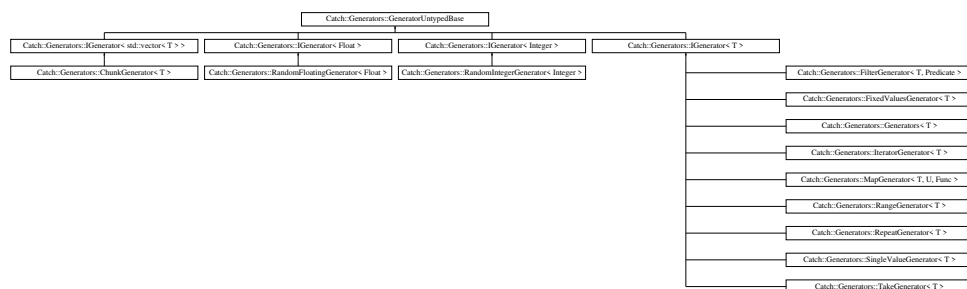 Catch::Generators::GeneratorUntypedBase
Catch::Generators::IGenerator< std::vector< T > >
Catch::Generators::IGenerator< Float >
Catch::Generators::IGenerator< Integer >
Catch::Generators::IGenerator< T >
Catch::Generators::ChunkGenerator< T >
Catch::Generators::RandomFloatingGenerator< Float >
Catch::Generators::RandomIntegerGenerator< Integer >
Catch::Generators::FilterGenerator< T, Predicate >
Catch::Generators::FixedValuesGenerator< T >
Catch::Generators::Generators< T >
Catch::Generators::IteratorGenerator< T >
Catch::Generators::MapGenerator< T, U, Func >
Catch::Generators::RangeGenerator< T >
Catch::Generators::RepeatGenerator< T >
Catch::Generators::SingleValueGenerator< T >
Catch::Generators::TakeGenerator< T >